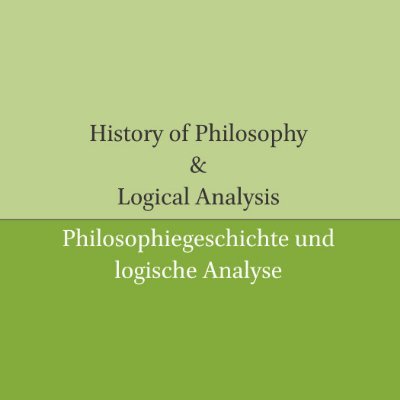 History of Philosophy
&
Logical Analysis
Philosophiegeschichte und
logische Analyse